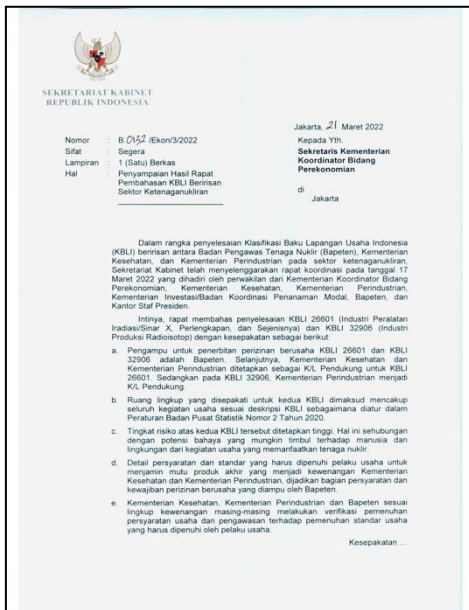 SEKRETARIAT KABINET
REPUBLIK INDONESIA
Jakarta, 21 Maret 2022
Nomor : B.0132 /Ekon/3/2022
Sifat : Segera
Lampiran : 1 (Satu) Berkas
Hal : Penyampaian Hasil Rapat
Pembahasan KBLI Beririsan
Sektor Ketenaganukliran
Kepada Yth.
Sekretaris Kementerian
Koordinator Bidang
Perekonomian
di
Jakarta
Dalam rangka penyelesaian Klasifikasi Baku Lapangan Usaha Indonesia
(KBLI) beririsan antara Badan Pengawas Tenaga Nuklir (Bapeten), Kementerian
Kesehatan, dan Kementerian Perindustrian pada sektor ketenaganukliran,
Sekretariat Kabinet telah menyelenggarakan rapat koordinasi pada tanggal 17
Maret 2022 yang dihadiri oleh perwakilan dari Kementerian Koordinator Bidang
Perekonomian, Kementerian Kesehatan, Kementerian Perindustrian,
Kementerian Investasi/Badan Koordinasi Penanaman Modal, Bapeten, dan
Kantor Staf Presiden.
Intinya, rapat membahas penyelesaian KBLI 26601 (Industri Peralatan
Iradiasi/Sinar X, Perlengkapan, dan Sejenisnya) dan KBLI 32906 (Industri
Produksi Radioisotop) dengan kesepakatan sebagai berikut:
a. Pengampu untuk penerbitan perizinan berusaha KBLI 26601 dan KBLI
32906 adalah Bapeten. Selanjutnya, Kementerian Kesehatan dan
Kementerian Perindustrian ditetapkan sebagai K/L Pendukung untuk KBLI
26601. Sedangkan pada KBLI 32906, Kementerian Perindustrian menjadi
K/L Pendukung.
b. Ruang lingkup yang disepakati untuk kedua KBLI dimaksud mencakup
seluruh kegiatan usaha sesuai deskripsi KBLI sebagaimana diatur dalam
Peraturan Badan Pusat Statistik Nomor 2 Tahun 2020.
c. Tingkat risiko atas kedua KBLI tersebut ditetapkan tinggi. Hal ini sehubungan
dengan potensi bahaya yang mungkin timbul terhadap manusia dan
lingkungan dari kegiatan usaha yang memanfaatkan tenaga nuklir.
d. Detail persyaratan dan standar yang harus dipenuhi pelaku usaha untuk
menjamin mutu produk akhir yang menjadi kewenangan Kementerian
Kesehatan dan Kementerian Perindustrian, dijadikan bagian persyaratan dan
kewajiban perizinan berusaha yang diampu oleh Bapeten.
e. Kementerian Kesehatan, Kementerian Perindustrian dan Bapeten sesuai
lingkup kewenangan masing-masing melakukan verifikasi pemenuhan
persyaratan usaha dan pengawasan terhadap pemenuhan standar usaha
yang harus dipenuhi oleh pelaku usaha.
Kesepakatan ...